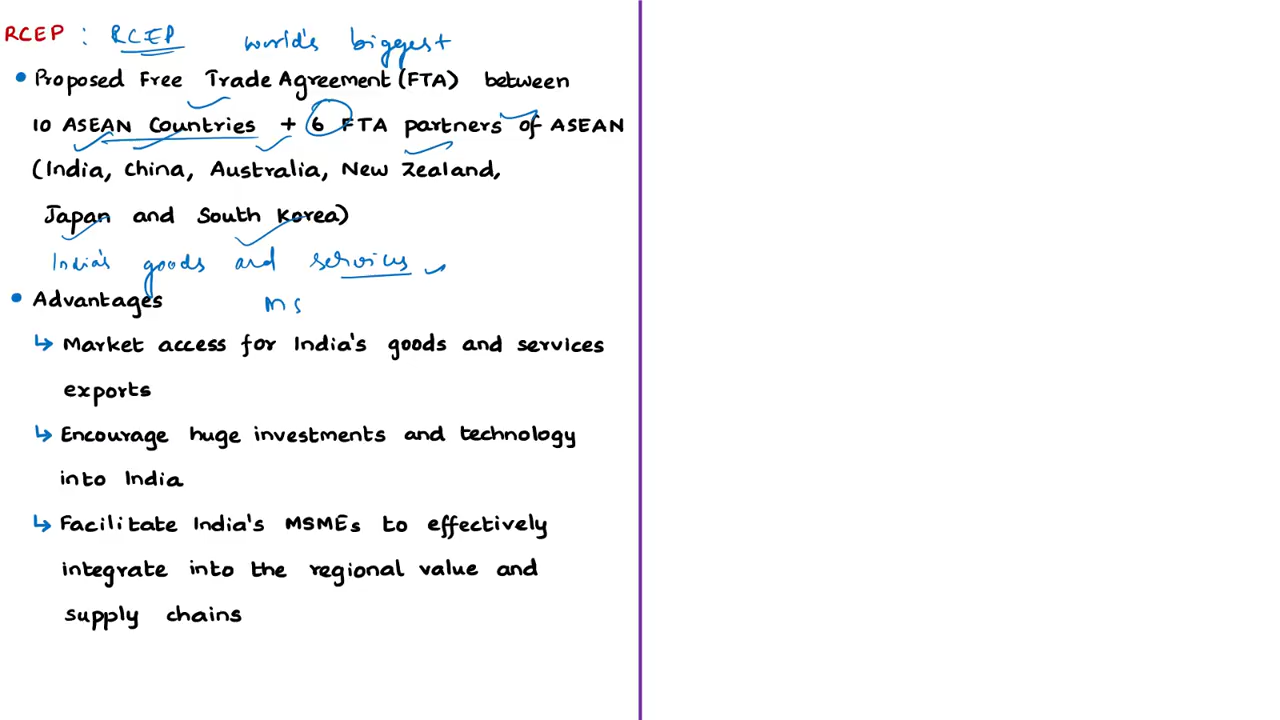 RCEP : RCEP world's biggest
• Proposed Free Trade Agreement (FTA) between
10 ASEAN Countries + 6 FTA partners of ASEAN
(India, China, Australia, New Zealand,
Japan and South Korea)
India's goods and services
• Advantages MS
↳ Market access for India's goods and services
exports
↳ Encourage huge investments and technology
into India
↳ Facilitate India's MSMEs to effectively
integrate into the regional value and
supply chains